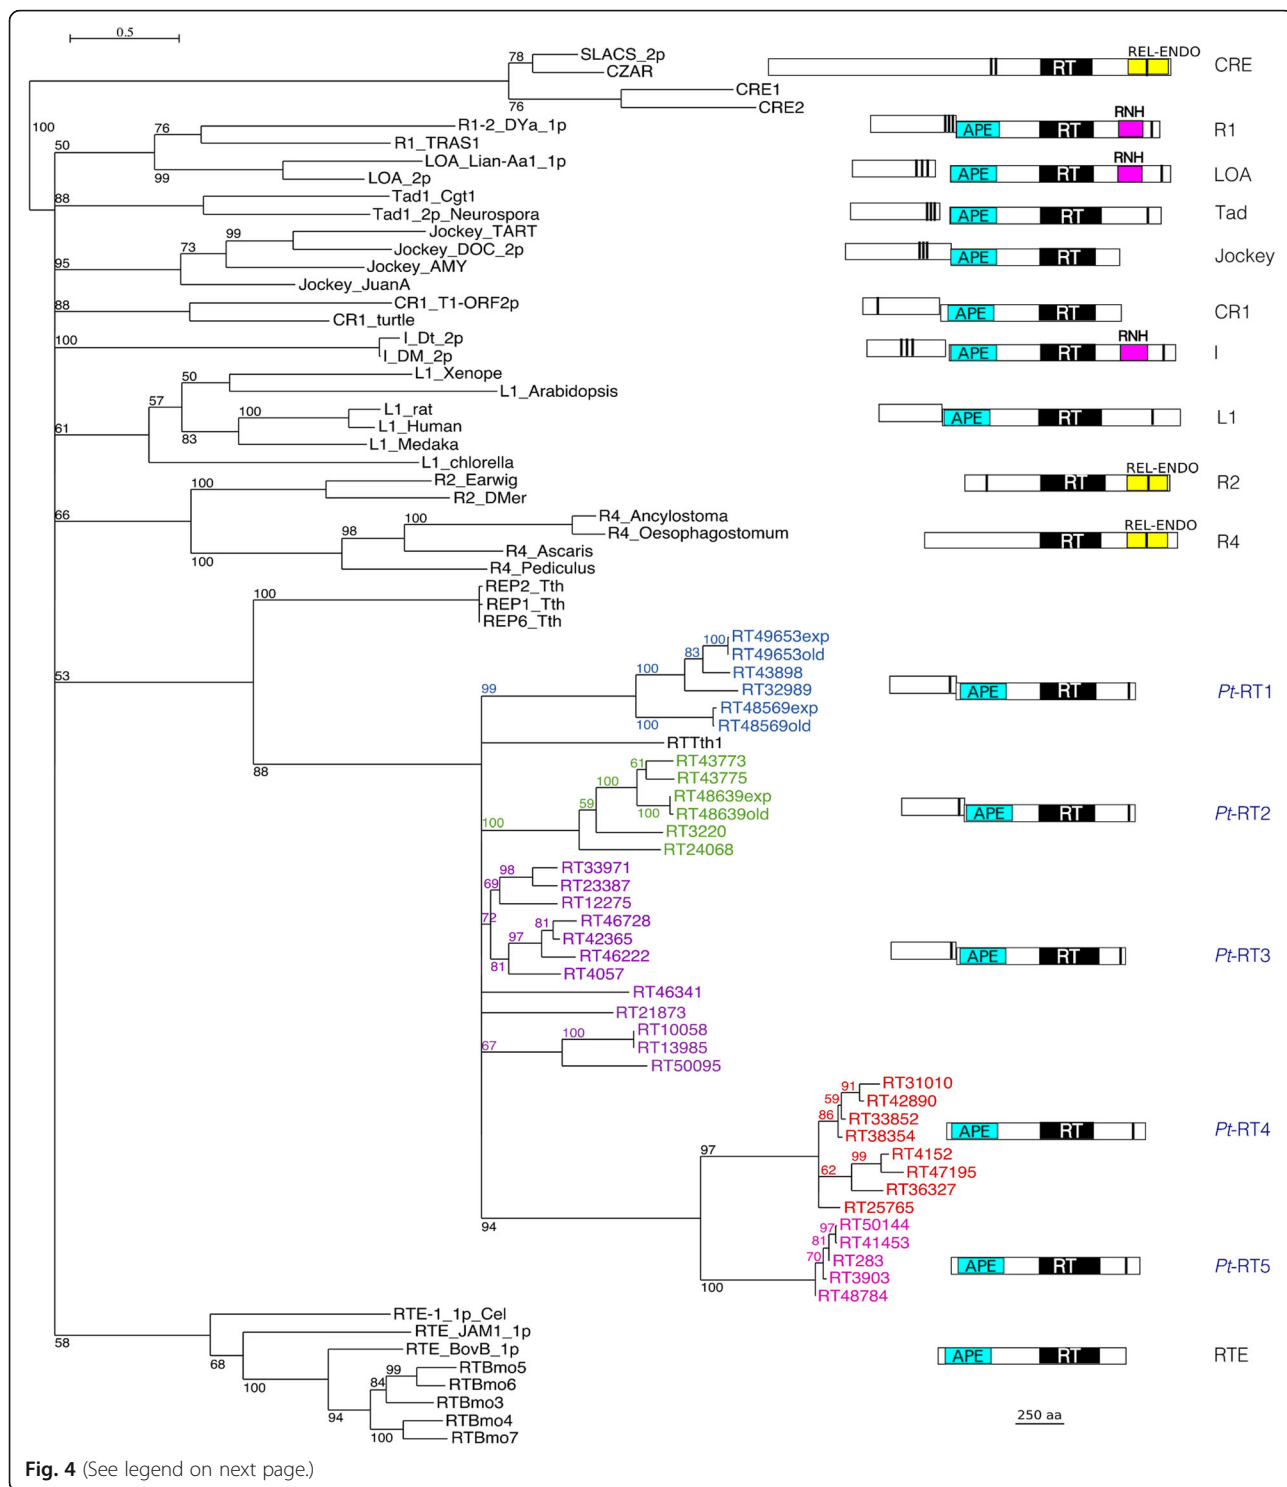 0.5
78
SLACS_2p
CZAR
76
CRE1
CRE2
REL-ENDO
RT
CRE
100
50
76
R1-2_DYa_1p
R1_TRAS1
99
LOA_Lian-Aa1_1p
LOA_2p
RNH
APE
RT
R1
RNH
APE
RT
LOA
88
Tad1_Cgt1
Tad1_2p_Neurospora
APE
RT
Tad
95
73
99
Jockey_TART
Jockey_DOC_2p
Jockey_AMY
Jockey_JuanA
APE
RT
Jockey
88
CR1_T1-ORF2p
CR1_turtle
APE
RT
CR1
100
I_Dt_2p
I_DM_2p
RNH
APE
RT
I
61
57
50
L1_Xenope
L1_Arabidopsis
83
100
L1_rat
L1_Human
L1_Medaka
L1_chlorella
APE
RT
L1
66
100
R2_Earwig
R2_DMer
REL-ENDO
RT
R2
100
98
100
R4_Ancylostoma
R4_Oesophagostomum
R4_Ascaris
R4_Pediculus
REL-ENDO
RT
R4
53
100
REP2_Tth
REP1_Tth
REP6_Tth
88
99
100
83
100
RT49653exp
RT49653old
RT43898
RT32989
100
RT48569exp
RT48569old
APE
RT
Pt-RT1
RTTth1
100
59
100
61
RT43773
RT43775
100
RT48639exp
RT48639old
RT3220
RT24068
APE
RT
Pt-RT2
72
69
98
RT33971
RT23387
RT12275
81
97
81
RT46728
RT42365
RT46222
RT4057
APE
RT
Pt-RT3
RT46341
RT21873
67
100
RT10058
RT13985
RT50095
94
97
86
59
91
RT31010
RT42890
RT33852
RT38354
62
99
RT4152
RT47195
RT36327
RT25765
APE
RT
Pt-RT4
100
70
81
97
RT50144
RT41453
RT283
RT3903
RT48784
APE
RT
Pt-RT5
58
RTE-1_1p_Cel
68
RTE_JAM1_1p
100
RTE_BovB_1p
94
84
99
RTBmo5
RTBmo6
RTBmo3
100
RTBmo4
RTBmo7
APE
RT
RTE
250 aa
Fig. 4 (See legend on next page.)